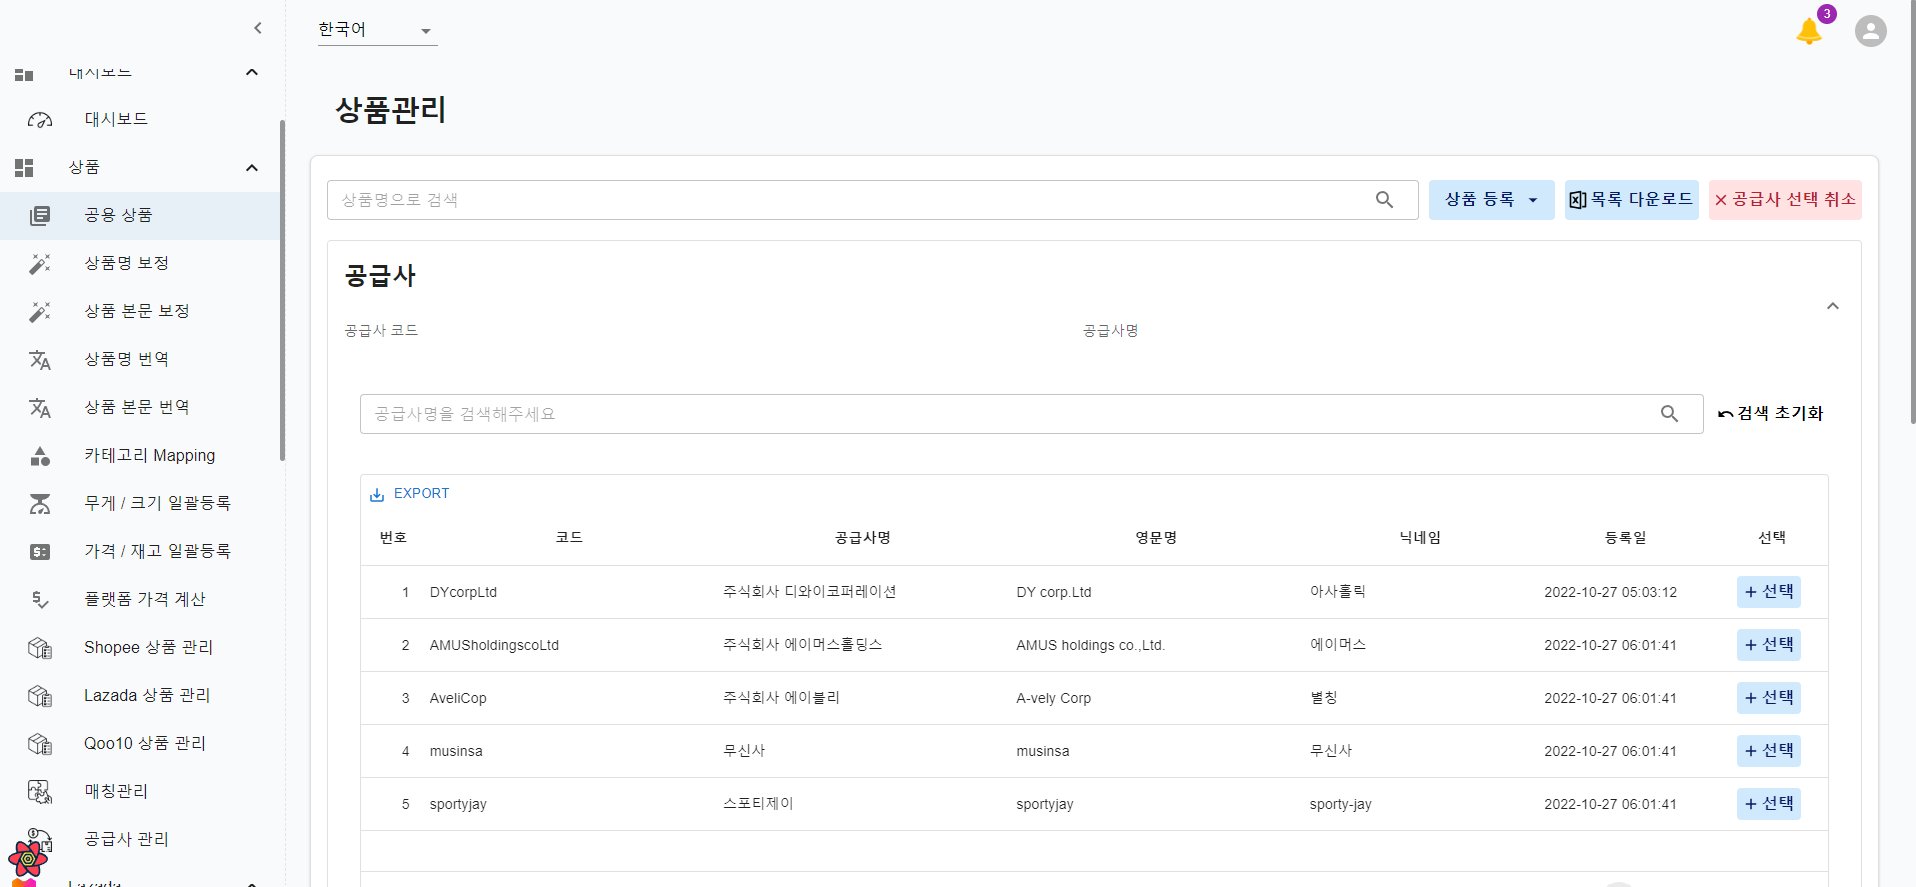 한국어
3
대시보드
대시보드
상품
공용 상품
상품명 보정
상품 본문 보정
상품명 번역
상품 본문 번역
카테고리 Mapping
무게 / 크기 일괄등록
가격 / 재고 일괄등록
플랫폼 가격 계산
Shopee 상품 관리
Lazada 상품 관리
Qoo10 상품 관리
매칭관리
공급사 관리
Lazada
상품관리
상품명으로 검색
상품 등록
목록 다운로드
공급사 선택 취소
공급사
공급사 코드 공급사명
공급사명을 검색해주세요
검색 초기화
EXPORT
번호 코드 공급사명 영문명 닉네임 등록일 선택
1 DYcorpLtd 주식회사 디와이코퍼레이션 DY corp.Ltd 아사홀릭 2022-10-27 05:03:12 + 선택
2 AMUSholdingscoLtd 주식회사 에이머스홀딩스 AMUS holdings co.,Ltd. 에이머스 2022-10-27 06:01:41 + 선택
3 AveliCop 주식회사 에이블리 A-vely Corp 별칭 2022-10-27 06:01:41 + 선택
4 musinsa 무신사 musinsa 무신사 2022-10-27 06:01:41 + 선택
5 sportyjay 스포티제이 sportyjay sporty-jay 2022-10-27 06:01:41 + 선택